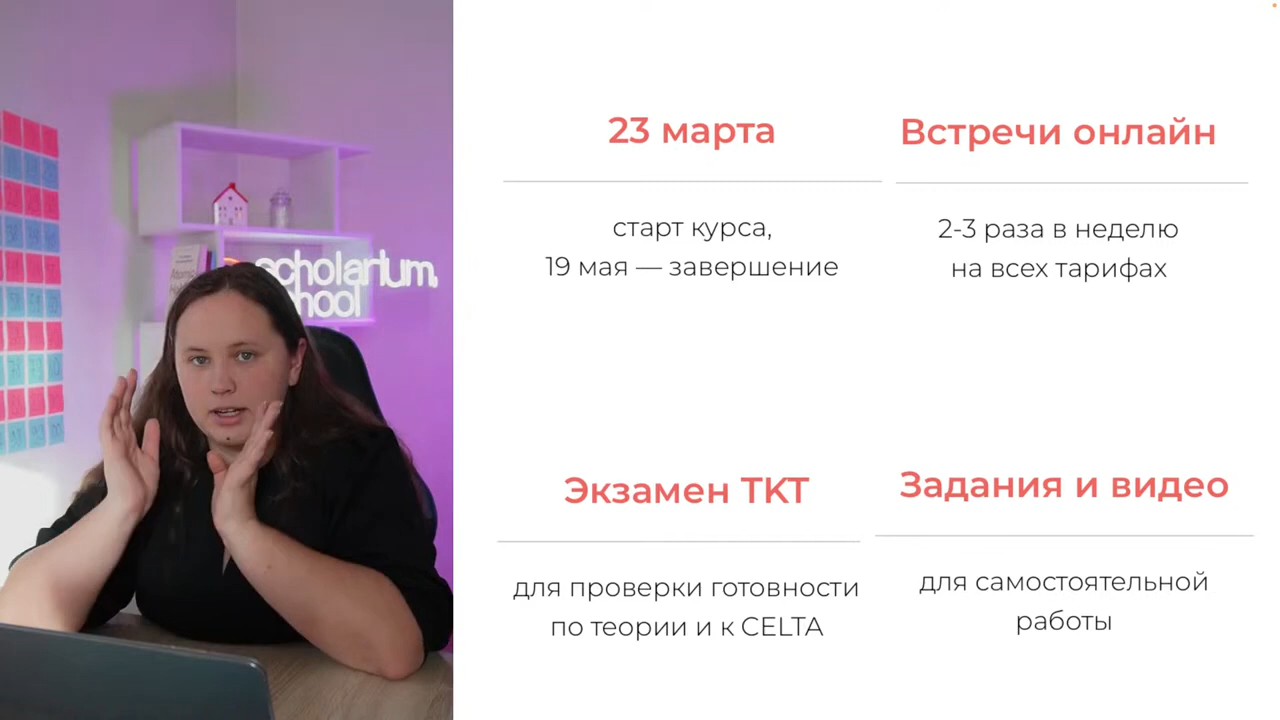 scholarium.
school
23 марта
старт курса,
19 мая — завершение
Встречи онлайн
2-3 раза в неделю
на всех тарифах
Экзамен TKT
для проверки готовности
по теории и к CELTA
Задания и видео
для самостоятельной
работы